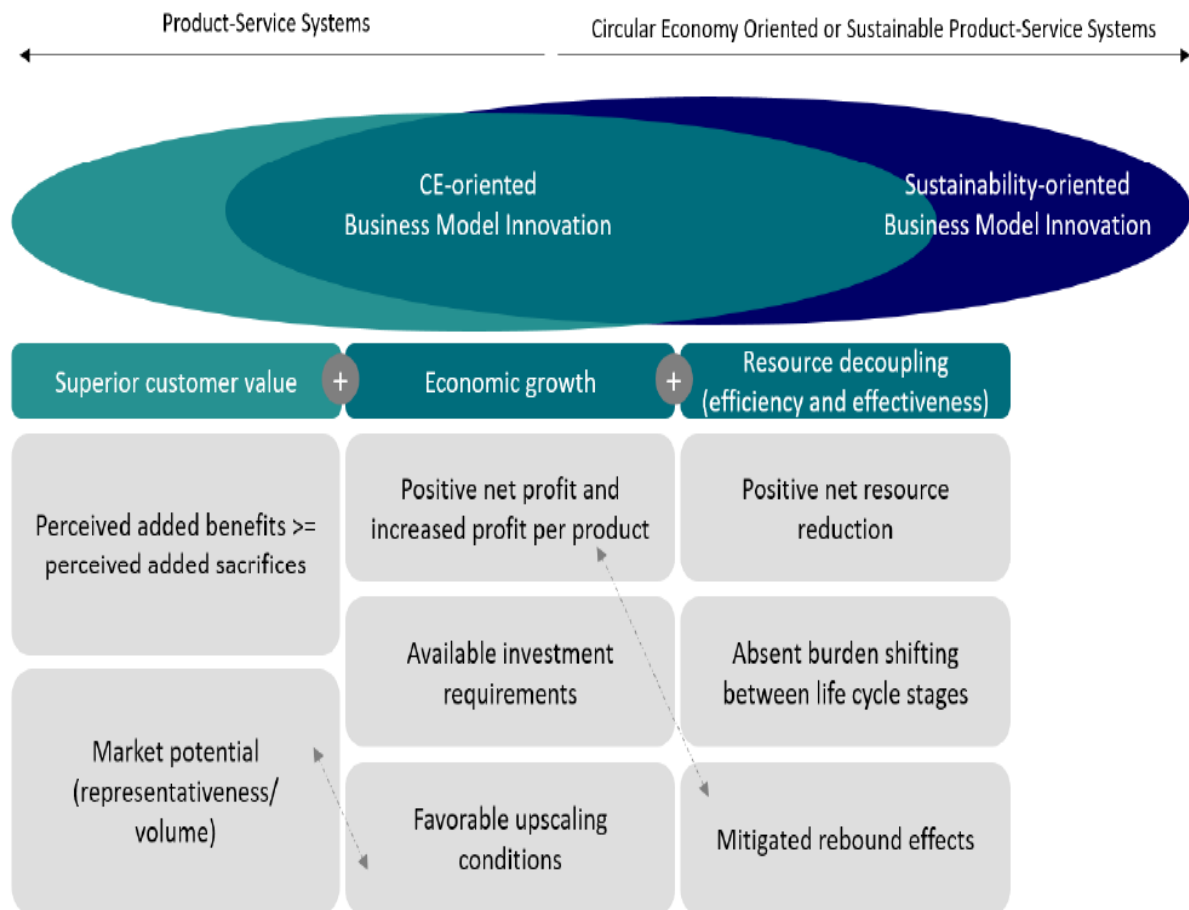 Product-Service Systems
Circular Economy Oriented or Sustainable Product-Service Systems
CE-oriented
Business Model Innovation
Sustainability-oriented
Business Model Innovation
Superior customer value
+
Economic growth
+
Resource decoupling
(efficiency and effectiveness)
Perceived added benefits >=
perceived added sacrifices
Market potential
(representativeness/
volume)
Positive net profit and
increased profit per product
Available investment
requirements
Favorable upscaling
conditions
Positive net resource
reduction
Absent burden shifting
between life cycle stages
Mitigated rebound effects